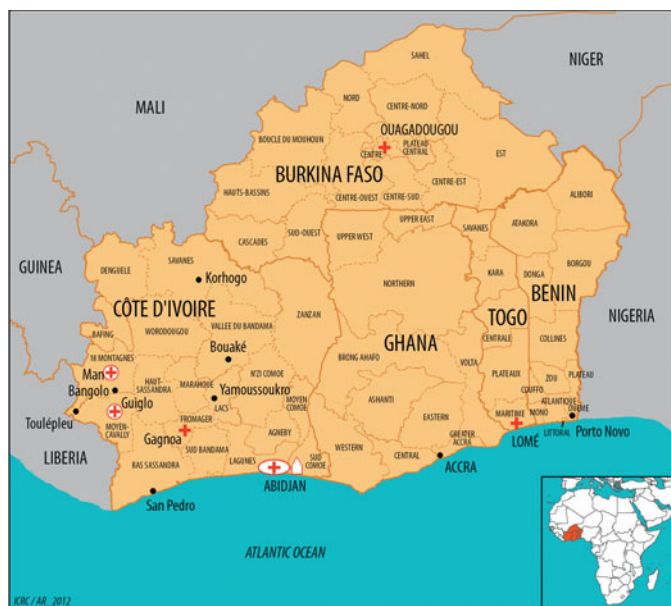 SAHEL
NIGER
NORD
MALI
CENTRE-NORD
OUAGADOUGOU
BOUCLE DU MOUHOUN
CENTRE
PLATEAU
CENTRAL
EST
BURKINA FASO
CENTRE-EST
HAUTS-BASSINS
CENTRE-OUEST
CENTRE-SUD
ALIBORI
UPPER EAST
SAVANES
ATAKORA
SUD-OUEST
UPPER WEST
CASCADES
GUINEA
SAVANES
DENGUELE
BORGOU
KARA
DONGA
Korhogo
NORTHERN
BENIN
CÔTE D'IVOIRE
ZANZAN
TOGO
NIGERIA
BAFING
WORODOUGOU
VALLEE DU BANDAMA
CENTRALE
COLLINES
GHANA
18 MONTAGNES
Bouaké
BRONG AHAFO
VOLTA
Man
HAUT-
SASSANDRA
MARAHOUE
N'ZI COMOE
PLATEAUX
ZOU
PLATEAU
Bangolo
Yamoussoukro
COUFFO
Guiglo
LACS
MOYEN
COMOE
ASHANTI
ATLANTIQUE
Toulépleu
FROMAGER
EASTERN
MARITIME
MONO
OUEME
MOYEN-
CAVALLY
Gagnoa
AGNEBY
LITTORAL
Porto Novo
SUD BANDAMA
WESTERN
GREATER
ACCRA
LOMÉ
LIBERIA
BAS SASSANDRA
LAGUNES
SUD
COMOE
CENTRAL
ACCRA
ABIDJAN
San Pedro
ATLANTIC OCEAN
ICRC / AR_2012